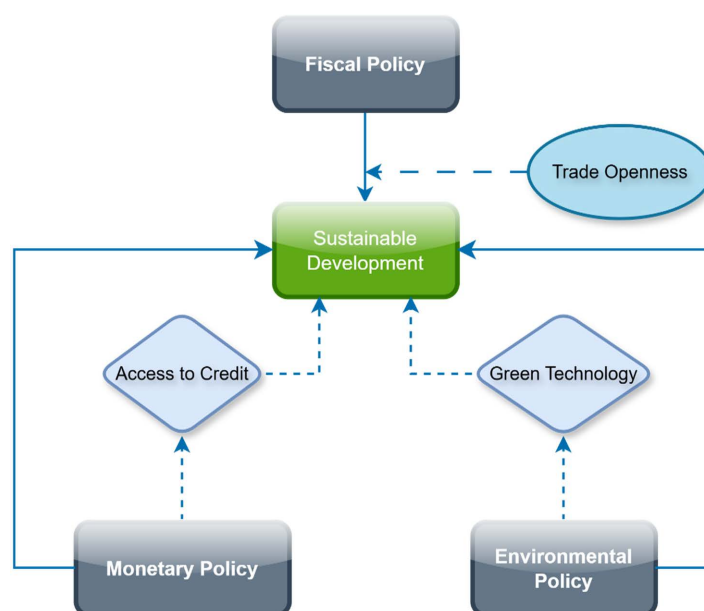 Fiscal Policy
Trade Openness
Sustainable
Development
Access to Credit
Green Technology
Monetary Policy
Environmental
Policy